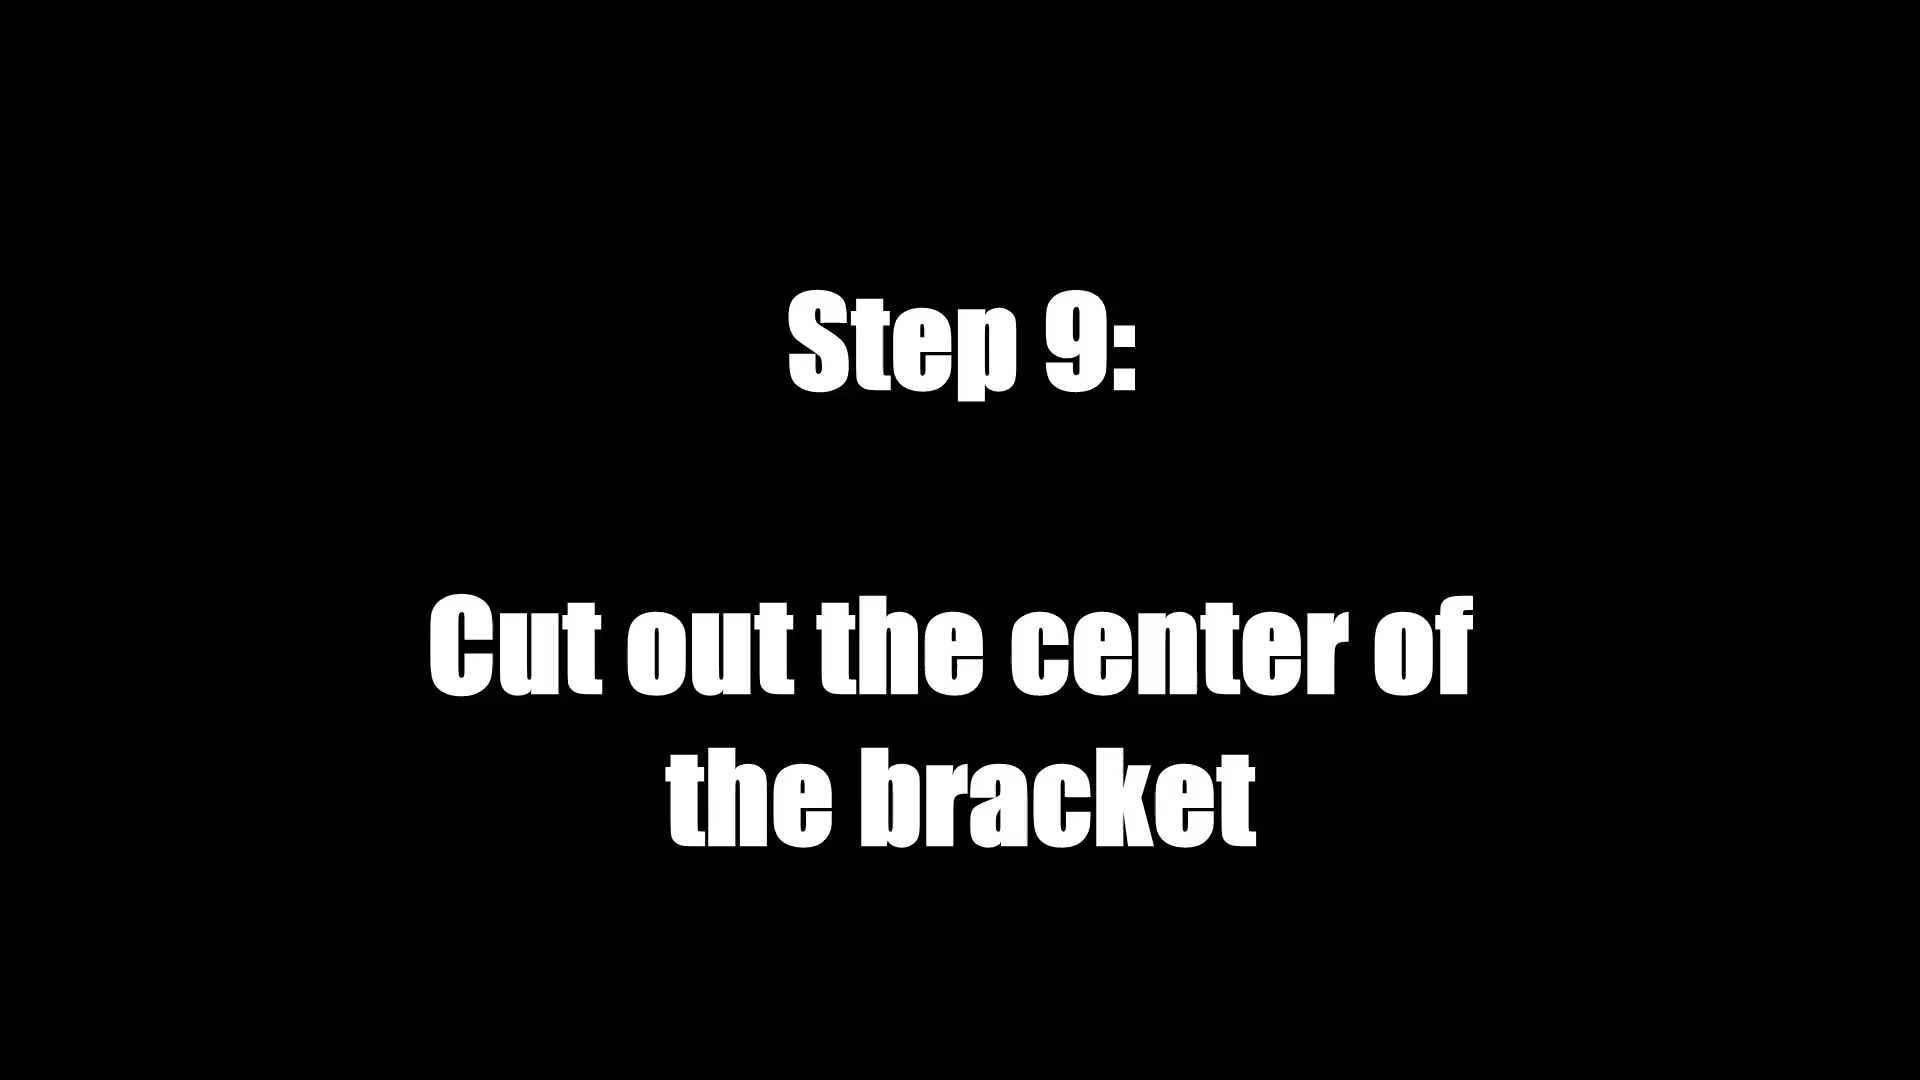 Step 9:
Cut out the center of
the bracket